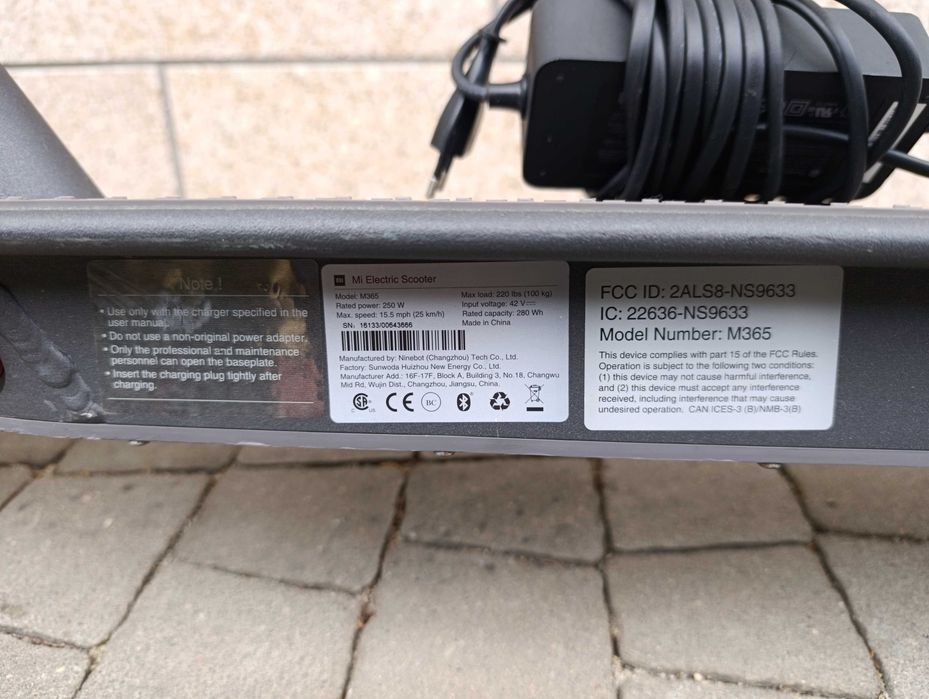 Note !
• Use only with the charger specified in the
user manual.
• Do not use a non-original power adapter.
• Only the professional and maintenance
personnel can open the baseplate.
• Insert the charging plug tightly after
charging.
mi Mi Electric Scooter
Model: M365 Max load: 220 lbs (100 kg)
Rated power: 250 W Input voltage: 42 V⎓
Max. speed: 15.5 mph (25 km/h) Rated capacity: 280 Wh
SN: 16133/00643666 Made in China
Manufactured by: Ninebot (Changzhou) Tech Co., Ltd.
Factory: Sunwoda Huizhou New Energy Co., Ltd.
Manufacturer Add.: 16F-17F, Block A, Building 3, No.18, Changwu
Mid Rd, Wujin Dist., Changzhou, Jiangsu, China.
C US CE BC
FCC ID: 2ALS8-NS9633
IC: 22636-NS9633
Model Number: M365
This device complies with part 15 of the FCC Rules.
Operation is subject to the following two conditions:
(1) this device may not cause harmful interference,
and (2) this device must accept any interference
received, including interference that may cause
undesired operation. CAN ICES-3 (B)/NMB-3(B)